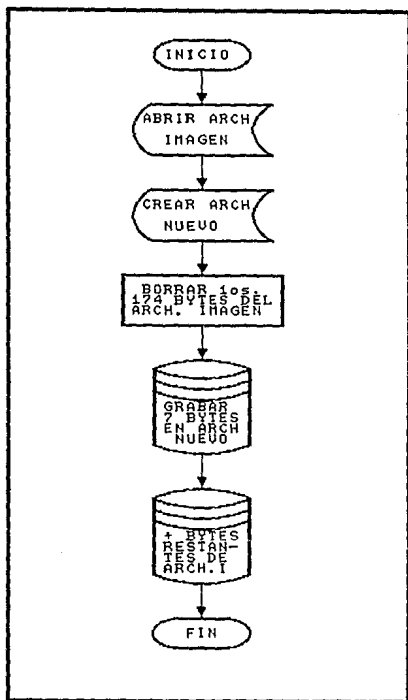 INICIO
ABRIR ARCH
IMAGEN
CREAR ARCH
NUEVO
BORRAR 1os.
174 BYTES DEL
ARCH. IMAGEN
GRABAR
7 BYTES
EN ARCH
NUEVO
+ BYTES
RESTAN-
TES DE
ARCH.I
FIN